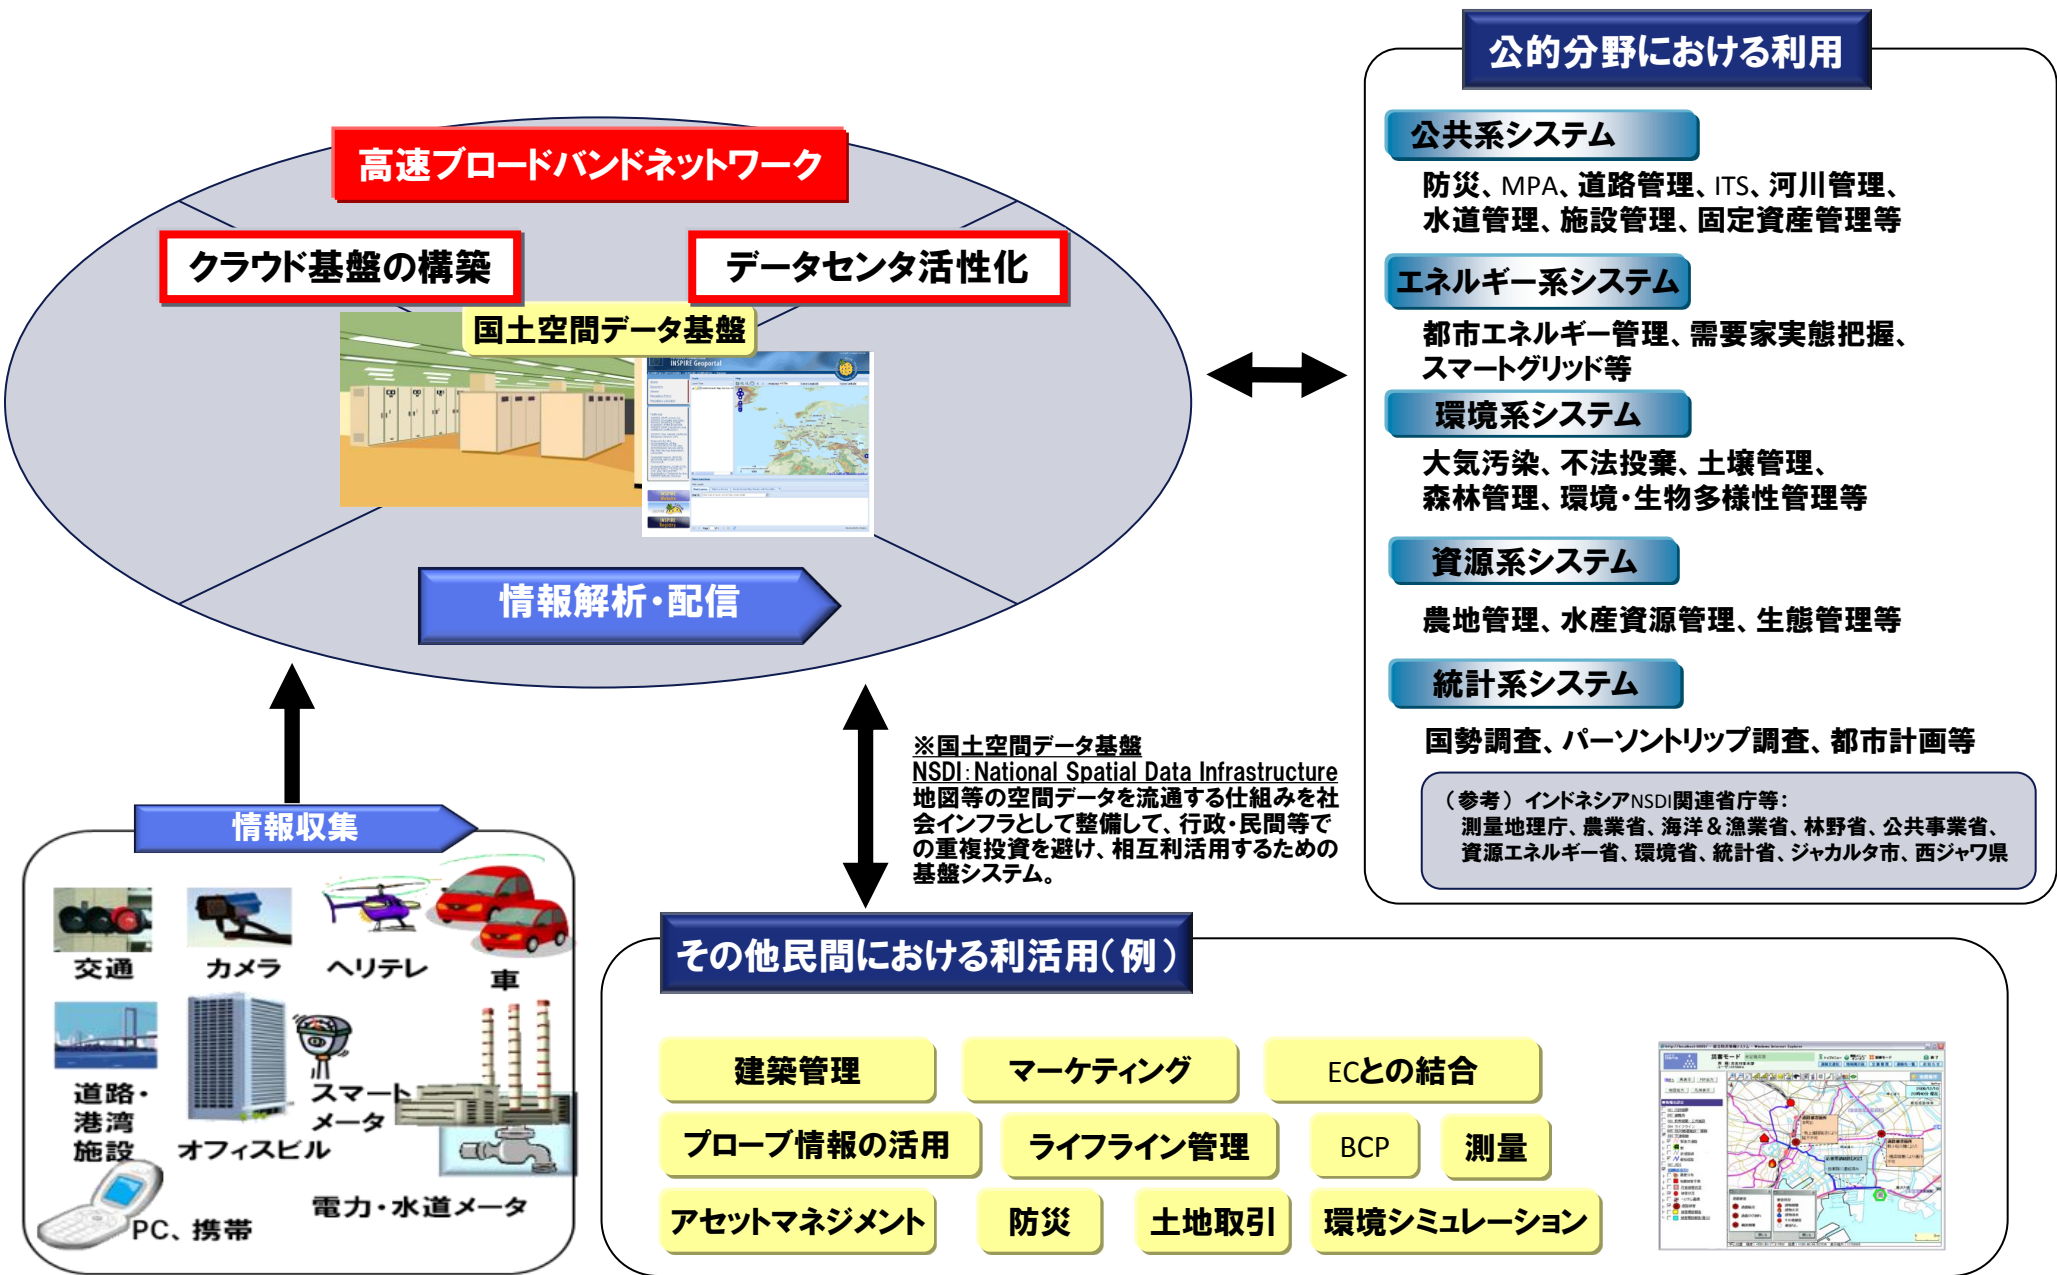 公的分野における利用
高速ブロードバンドネットワーク
クラウド基盤の構築
データセンタ活性化
国土空間データ基盤
INSPIRE Geoportal
情報解析・配信
公共系システム
防災、MPA、道路管理、ITS、河川管理、
水道管理、施設管理、固定資産管理等
エネルギー系システム
都市エネルギー管理、需要家実態把握、
スマートグリッド等
環境系システム
大気汚染、不法投棄、土壌管理、
森林管理、環境・生物多様性管理等
資源系システム
農地管理、水産資源管理、生態管理等
統計系システム
国勢調査、パーソントリップ調査、都市計画等
（参考）インドネシアNSDI関連省庁等：
測量地理庁、農業省、海洋＆漁業省、林野省、公共事業省、
資源エネルギー省、環境省、統計省、ジャカルタ市、西ジャワ県
※国土空間データ基盤
NSDI：National Spatial Data Infrastructure
地図等の空間データを流通する仕組みを社
会インフラとして整備して、行政・民間等で
の重複投資を避け、相互利活用するための
基盤システム。
情報収集
交通
カメラ
ヘリテレ
車
道路・
港湾
施設
オフィスビル
スマート
メータ
電力・水道メータ
PC、携帯
その他民間における利活用（例）
建築管理
マーケティング
ECとの結合
プローブ情報の活用
ライフライン管理
BCP
測量
アセットマネジメント
防災
土地取引
環境シミュレーション
災害モード